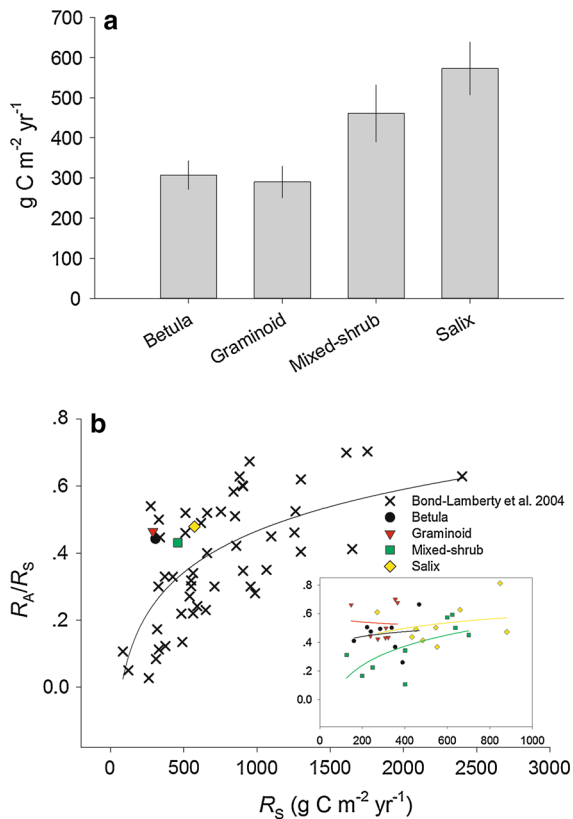 a
g C m-2 yr-1
700
600
500
400
300
200
100
0
Betula
Graminoid
Mixed-shrub
Salix
b
RA/RS
.8
.6
.4
.2
0.0
Bond-Lamberty et al. 2004
Betula
Graminoid
Mixed-shrub
Salix
.8
.6
.4
.2
0.0
0 200 400 600 800 1000
0 500 1000 1500 2000 2500 3000
RS (g C m-2 yr-1)